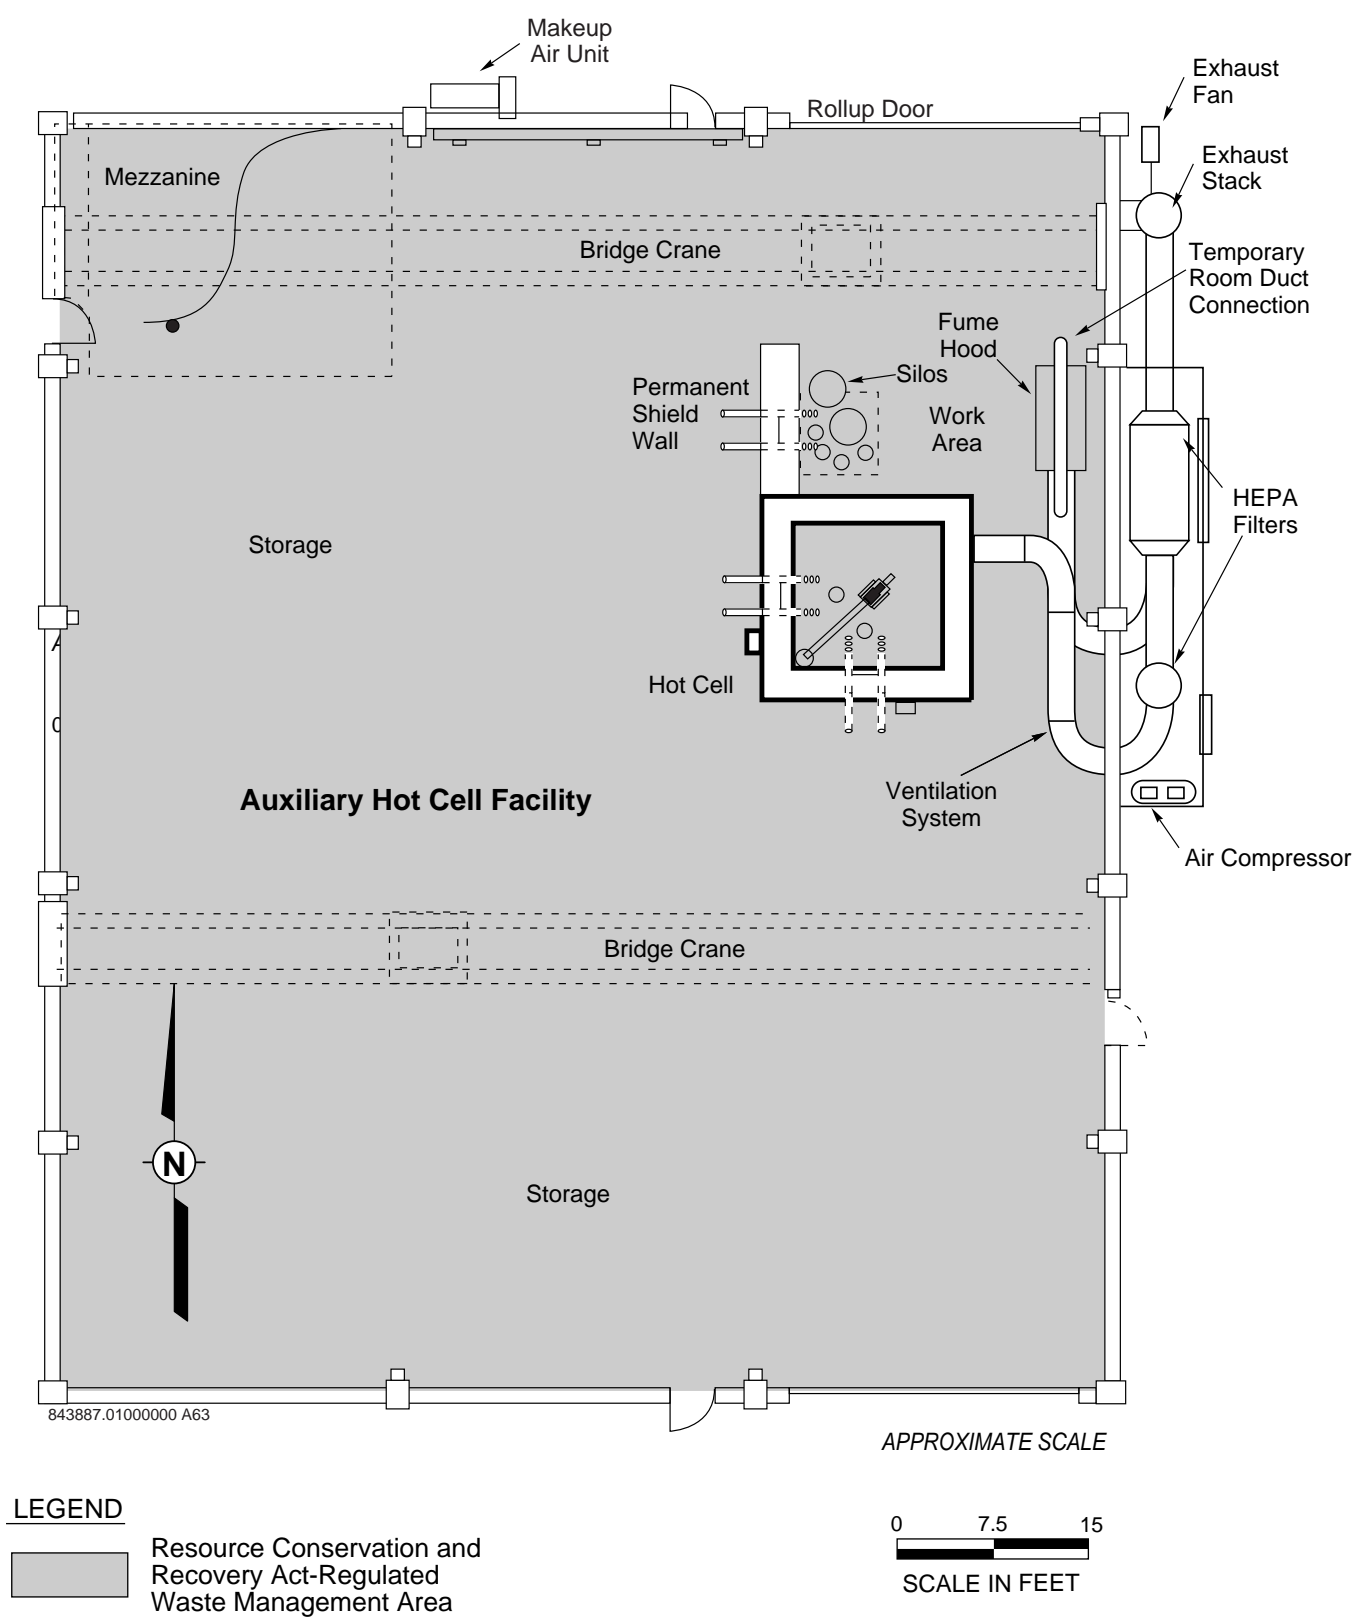 Makeup
Air Unit
Exhaust
Fan
Rollup Door
Exhaust
Stack
Mezzanine
Bridge Crane
Temporary
Room Duct
Connection
Fume
Hood
Silos
Permanent
Shield
Wall
Work
Area
HEPA
Filters
Storage
Hot Cell
Ventilation
System
Auxiliary Hot Cell Facility
Air Compressor
Bridge Crane
N
Storage
843887.01000000 A63
APPROXIMATE SCALE
LEGEND
Resource Conservation and
Recovery Act-Regulated
Waste Management Area
0 7.5 15
SCALE IN FEET